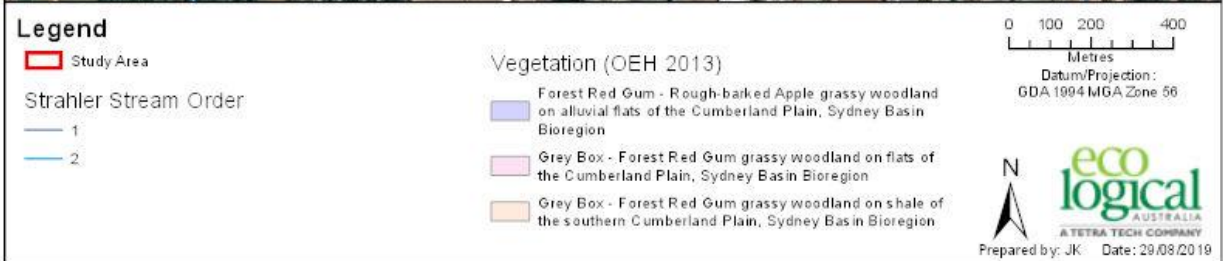 Legend
Study Area
Strahler Stream Order
1
2
Vegetation (OEH 2013)
Forest Red Gum - Rough-barked Apple grassy woodland
on alluvial flats of the Cumberland Plain, Sydney Basin
Bioregion
Grey Box - Forest Red Gum grassy woodland on flats of
the Cumberland Plain, Sydney Basin Bioregion
Grey Box - Forest Red Gum grassy woodland on shale of
the southern Cumberland Plain, Sydney Basin Bioregion
0 100 200 400
Metres
Datum/Projection:
GDA 1994 MGA Zone 56
N
eco
logical
AUSTRALIA
A TETRA TECH COMPANY
Prepared by: JK Date: 29/08/2019